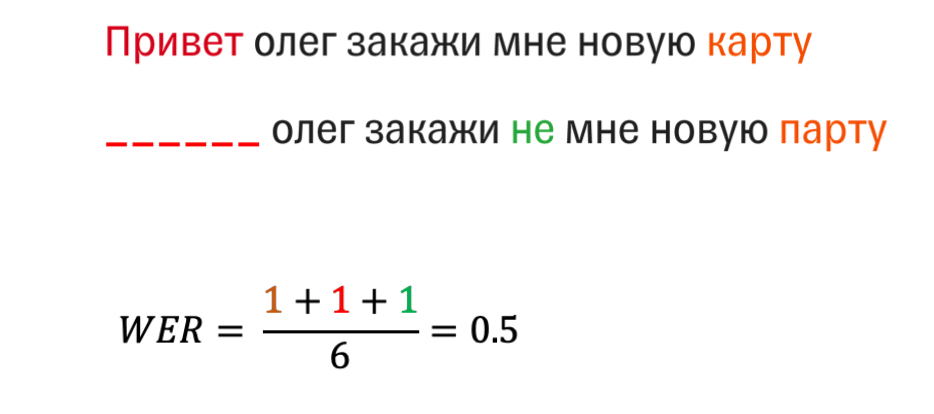 Привет олег закажи мне новую карту
______ олег закажи не мне новую парту
WER = (1 + 1 + 1) / 6 = 0.5